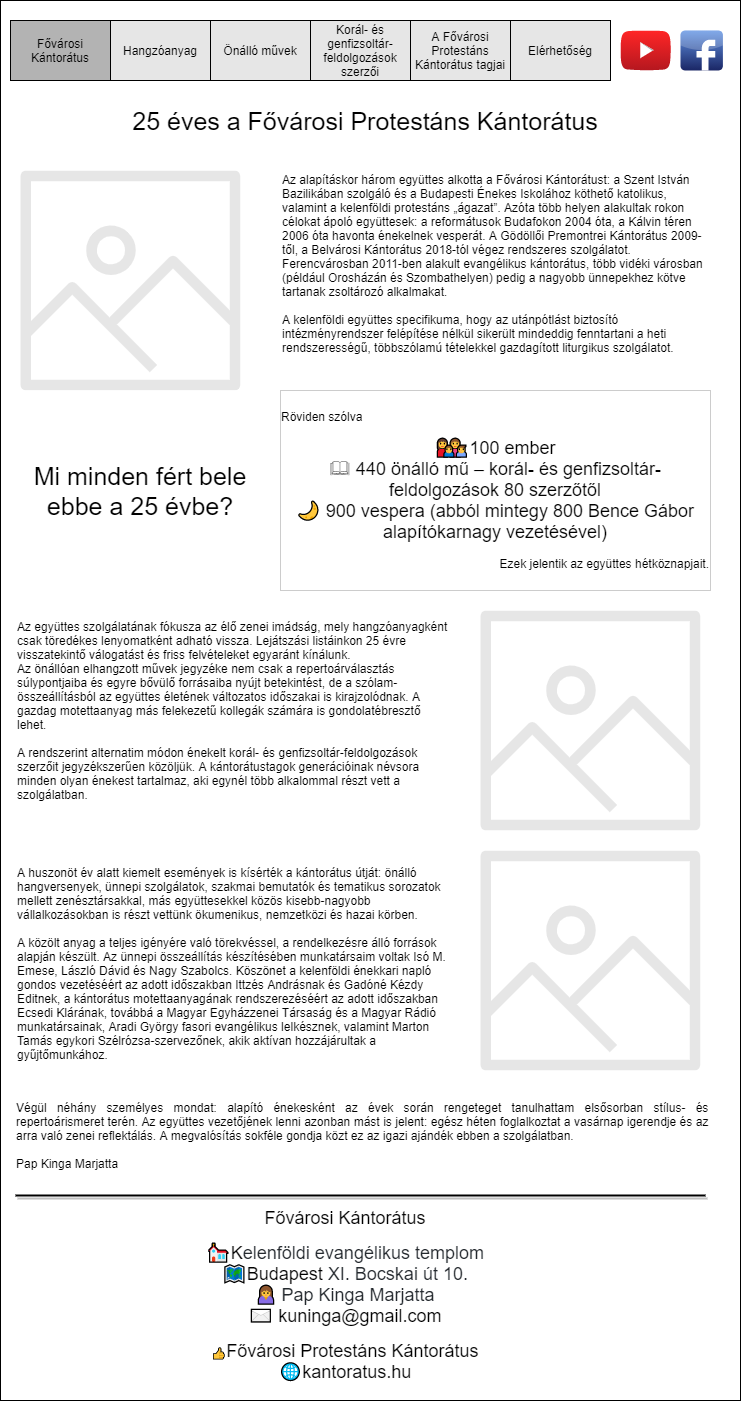 Fővárosi
Kántorátus
Hangzóanyag
Önálló művek
Korál- és
genfizsoltár-
feldolgozások
szerzői
A Fővárosi
Protestáns
Kántorátus tagjai
Elérhetőség
25 éves a Fővárosi Protestáns Kántorátus
Az alapításkor három együttes alkotta a Fővárosi Kántorátust: a Szent István
Bazilikában szolgáló és a Budapesti Énekes Iskolához köthető katolikus,
valamint a kelenföldi protestáns „ágazat”. Azóta több helyen alakultak rokon
célokat ápoló együttesek: a reformátusok Budafokon 2004 óta, a Kálvin téren
2006 óta havonta énekelnek vesperát. A Gödöllői Premontrei Kántorátus 2009-
től, a Belvárosi Kántorátus 2018-tól végez rendszeres szolgálatot.
Ferencvárosban 2011-ben alakult evangélikus kántorátus, több vidéki városban
(például Orosházán és Szombathelyen) pedig a nagyobb ünnepekhez kötve
tartanak zsoltározó alkalmakat.
A kelenföldi együttes specifikuma, hogy az utánpótlást biztosító
intézményrendszer felépítése nélkül sikerült mindeddig fenntartani a heti
rendszerességű, többszólamú tételekkel gazdagított liturgikus szolgálatot.
Mi minden fért bele
ebbe a 25 évbe?
Röviden szólva
100 ember
440 önálló mű – korál- és genfizsoltár-
feldolgozások 80 szerzőtől
900 vespera (abból mintegy 800 Bence Gábor
alapítókarnagy vezetésével)
Ezek jelentik az együttes hétköznapjait.
Az együttes szolgálatának fókusza az élő zenei imádság, mely hangzóanyagként
csak töredékes lenyomatként adható vissza. Lejátszási listáinkon 25 évre
visszatekintő válogatást és friss felvételeket egyaránt kínálunk.
Az önállóan elhangzott művek jegyzéke nem csak a repertoárválasztás
súlypontjaiba és egyre bővülő forrásaiba nyújt betekintést, de a szólam-
összeállításból az együttes életének változatos időszakai is kirajzolódnak. A
gazdag motettaanyag más felekezetű kollegák számára is gondolatébresztő
lehet.
A rendszerint alternatim módon énekelt korál- és genfizsoltár-feldolgozások
szerzőit jegyzékszerűen közöljük. A kántorátustagok generációinak névsora
minden olyan énekest tartalmaz, aki egynél több alkalommal részt vett a
szolgálatban.
A huszonöt év alatt kiemelt események is kísérték a kántorátus útját: önálló
hangversenyek, ünnepi szolgálatok, szakmai bemutatók és tematikus sorozatok
mellett zenésztársakkal, más együttesekkel közös kisebb-nagyobb
vállalkozásokban is részt vettünk ökumenikus, nemzetközi és hazai körben.
A közölt anyag a teljes igényére való törekvéssel, a rendelkezésre álló források
alapján készült. Az ünnepi összeállítás készítésében munkatársaim voltak Isó M.
Emese, László Dávid és Nagy Szabolcs. Köszönet a kelenföldi énekkari napló
gondos vezetéséért az adott időszakban Ittzés Andrásnak és Gadóné Kézdy
Editnek, a kántorátus motettaanyagának rendszerezéséért az adott időszakban
Ecsedi Klárának, továbbá a Magyar Egyházzenei Társaság és a Magyar Rádió
munkatársainak, Aradi György fasori evangélikus lelkésznek, valamint Marton
Tamás egykori Szélrózsa-szervezőnek, akik aktívan hozzájárultak a
gyűjtőmunkához.
Végül néhány személyes mondat: alapító énekesként az évek során rengeteget tanulhattam elsősorban stílus- és
repertoárismeret terén. Az együttes vezetőjének lenni azonban mást is jelent: egész héten foglalkoztat a vasárnap igerendje és az
arra való zenei reflektálás. A megvalósítás sokféle gondja közt ez az igazi ajándék ebben a szolgálatban.
Pap Kinga Marjatta
Fővárosi Kántorátus
Kelenföldi evangélikus templom
Budapest XI. Bocskai út 10.
Pap Kinga Marjatta
kuninga@gmail.com
Fővárosi Protestáns Kántorátus
kantoratus.hu